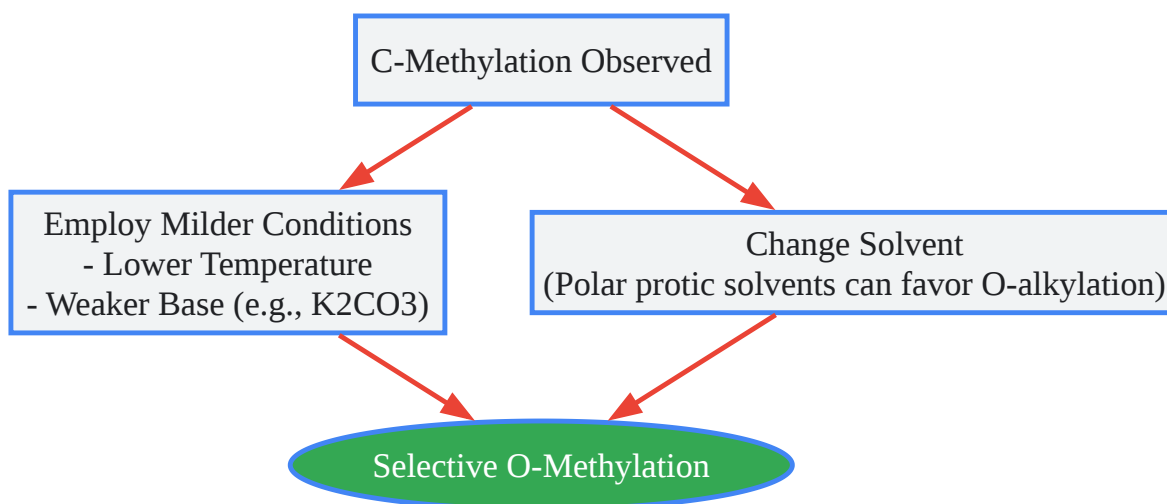 C-Methylation Observed
Employ Milder Conditions
- Lower Temperature
- Weaker Base (e.g., K2CO3)
Change Solvent
(Polar protic solvents can favor O-alkylation)
Selective O-Methylation